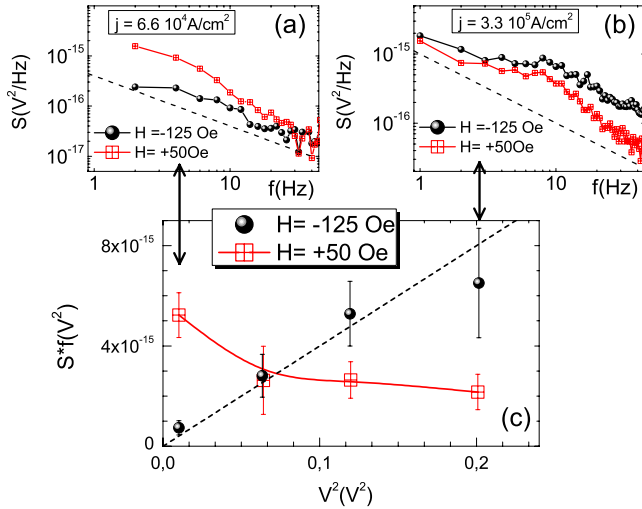 j = 6.6 10⁴A/cm²
(a)
S(V²/Hz)
10⁻¹⁵
10⁻¹⁶
10⁻¹⁷
H =-125 Oe
H= +50Oe
1
10
f(Hz)
j = 3.3 10⁵A/cm²
(b)
S(V²/Hz)
10⁻¹⁵
10⁻¹⁶
H =-125 Oe
H= +50Oe
1
10
f(Hz)
H= -125 Oe
H= +50 Oe
S*f(V²)
8x10⁻¹⁵
4x10⁻¹⁵
0
(c)
0,0
0,1
0,2
V²(V²)